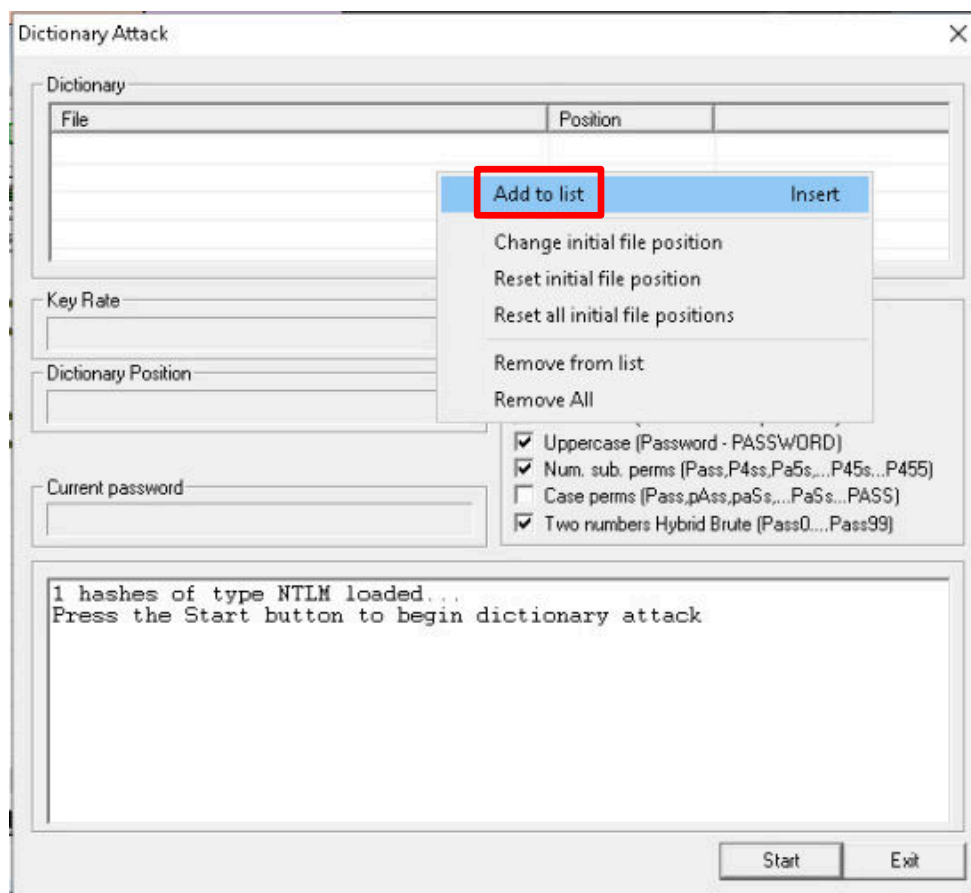 Dictionary Attack
Dictionary
File Position
Add to list Insert
Change initial file position
Reset initial file position
Reset all initial file positions
Remove from list
Remove All
Key Rate
Dictionary Position
Uppercase (Password - PASSWORD)
Num. sub. perms (Pass,P4ss,Pa5s,...P45s...P455)
Case perms (Pass,pAss,paSs,...PaSs...PASS)
Two numbers Hybrid Brute (Pass0....Pass99)
Current password
1 hashes of type NTLM loaded...
Press the Start button to begin dictionary attack
Start Exit